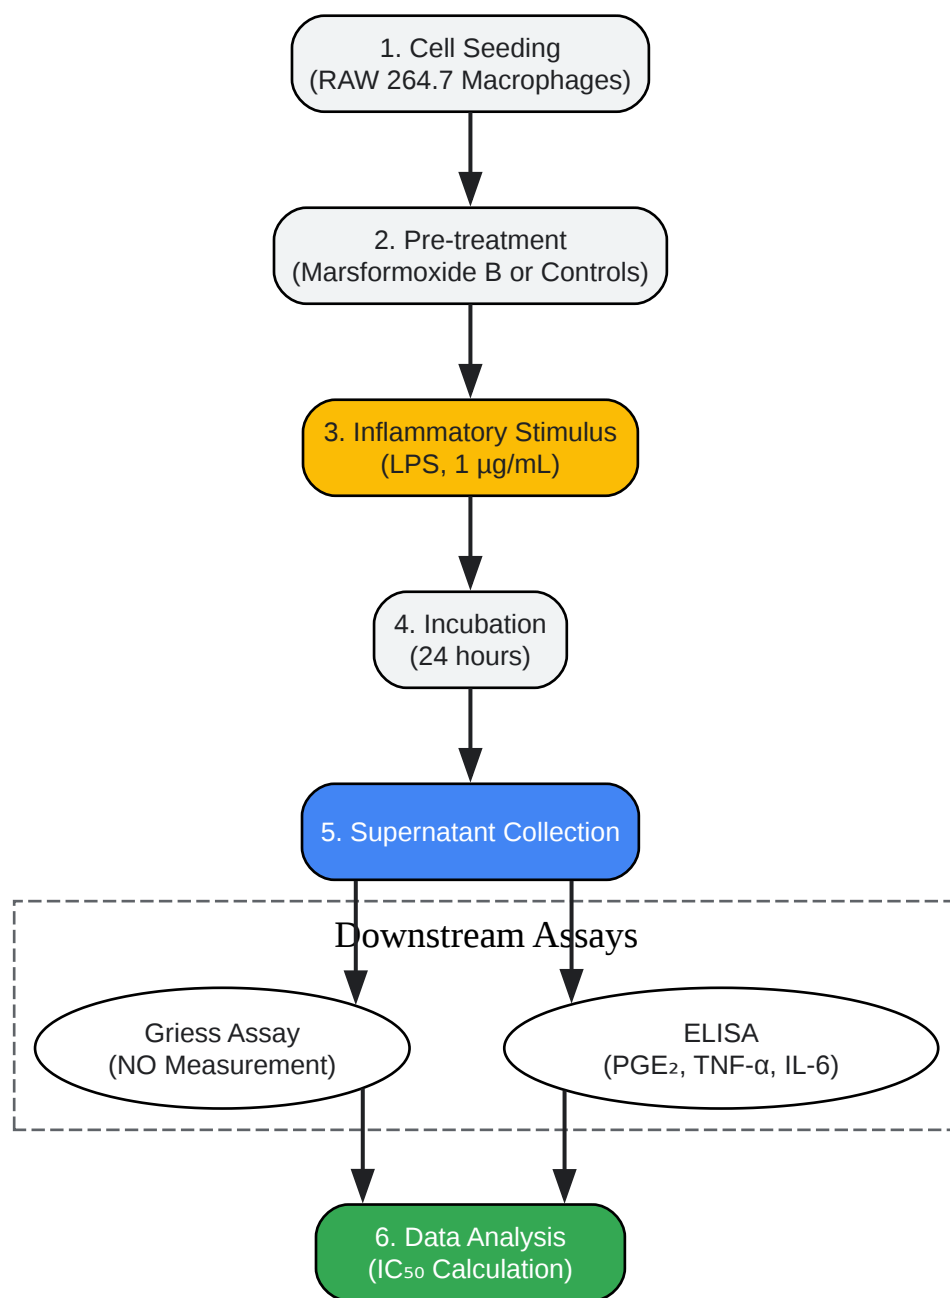 1. Cell Seeding
(RAW 264.7 Macrophages)
2. Pre-treatment
(Marsformoxide B or Controls)
3. Inflammatory Stimulus
(LPS, 1 µg/mL)
4. Incubation
(24 hours)
5. Supernatant Collection
Downstream Assays
Griess Assay
(NO Measurement)
ELISA
(PGE₂, TNF-α, IL-6)
6. Data Analysis
(IC₅₀ Calculation)